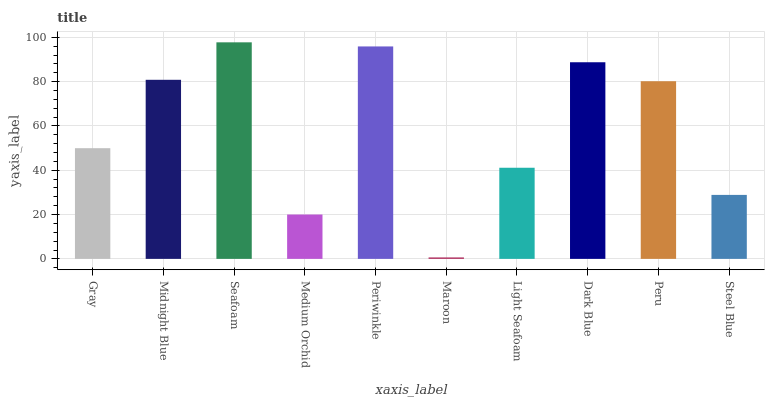 title
100
80
60
40
20
0
yaxis_label
Gray
Midnight Blue
Seafoam
Medium Orchid
Periwinkle
Maroon
Light Seafoam
Dark Blue
Peru
Steel Blue
xaxis_label